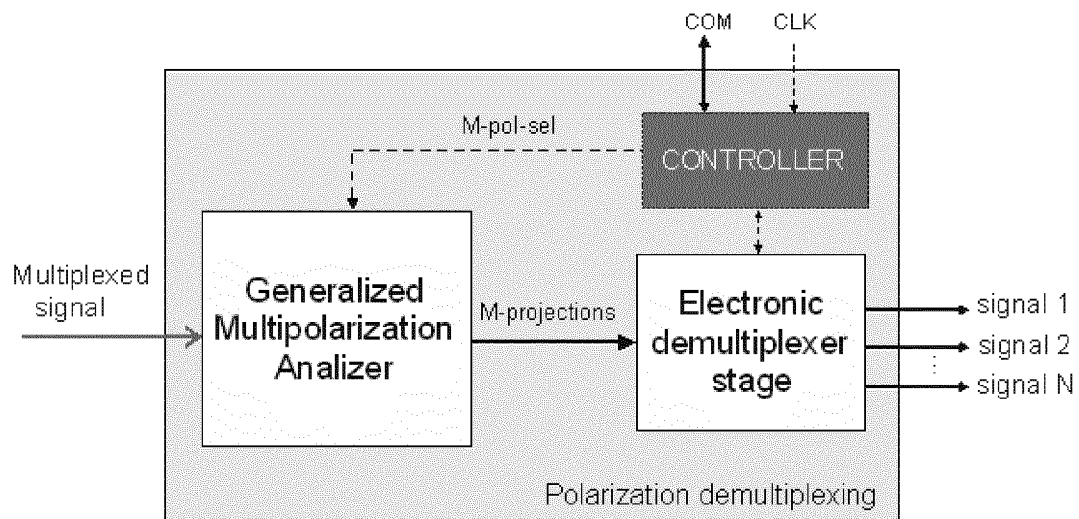 COM
CLK
M-pol-sel
CONTROLLER
Multiplexed
signal
Generalized
Multipolarization
Analizer
M-projections
Electronic
demultiplexer
stage
signal 1
signal 2
signal N
Polarization demultiplexing